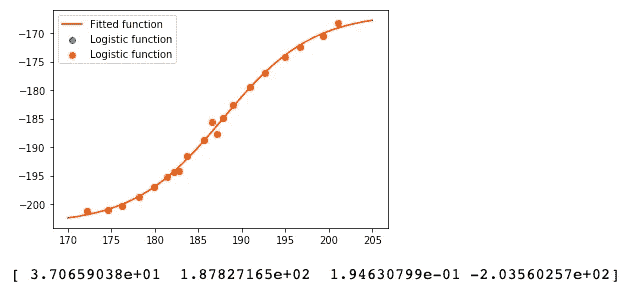 Fitted function
Logistic function
Logistic function
−170
−175
−180
−185
−190
−195
−200
170 175 180 185 190 195 200 205
[ 3.70659038e+01 1.87827165e+02 1.94630799e-01 -2.03560257e+02]